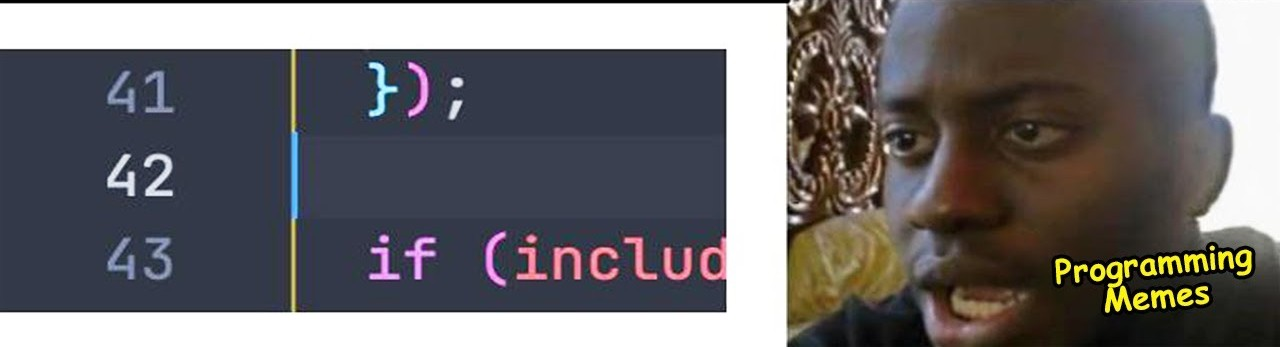 41 });
42
43 if (includ
Programming
Memes